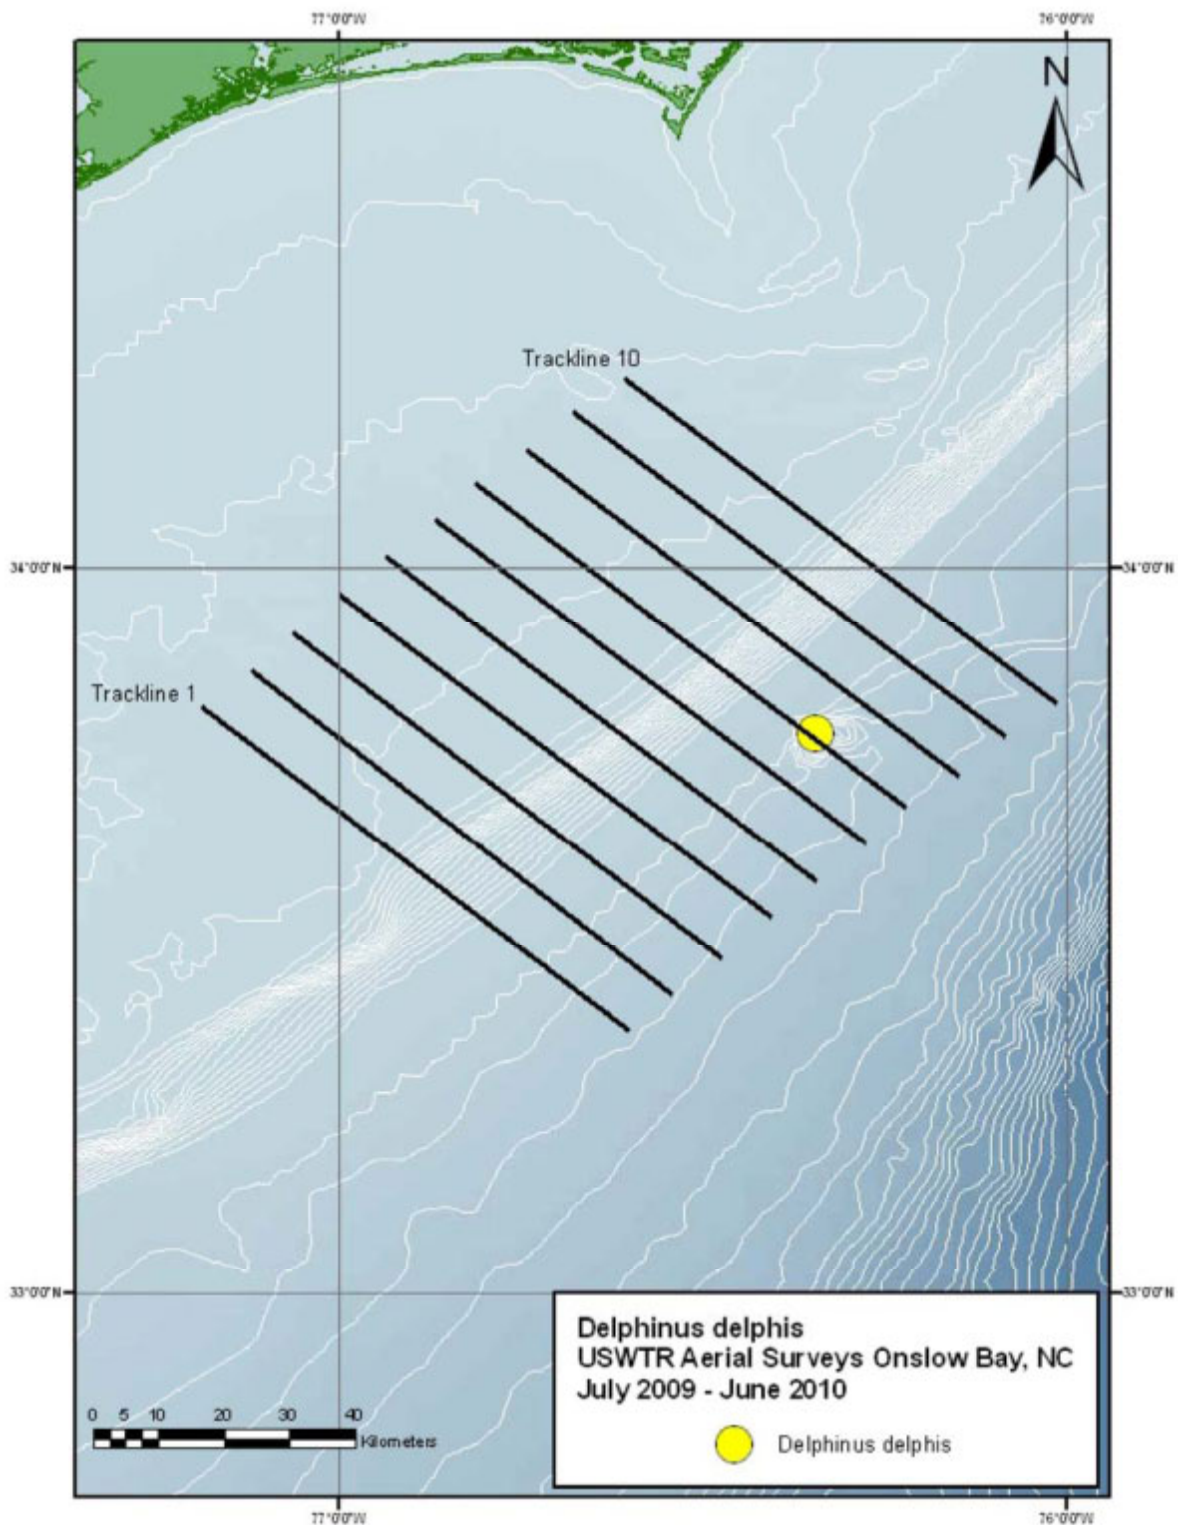 77°0'0"W 76°0'0"W
N
Trackline 10
34°0'0"N 34°0'0"N
Trackline 1
33°0'0"N 33°0'0"N
Delphinus delphis
USWTR Aerial Surveys Onslow Bay, NC
July 2009 - June 2010
Delphinus delphis
0 5 10 20 30 40
Kilometers
77°0'0"W 76°0'0"W